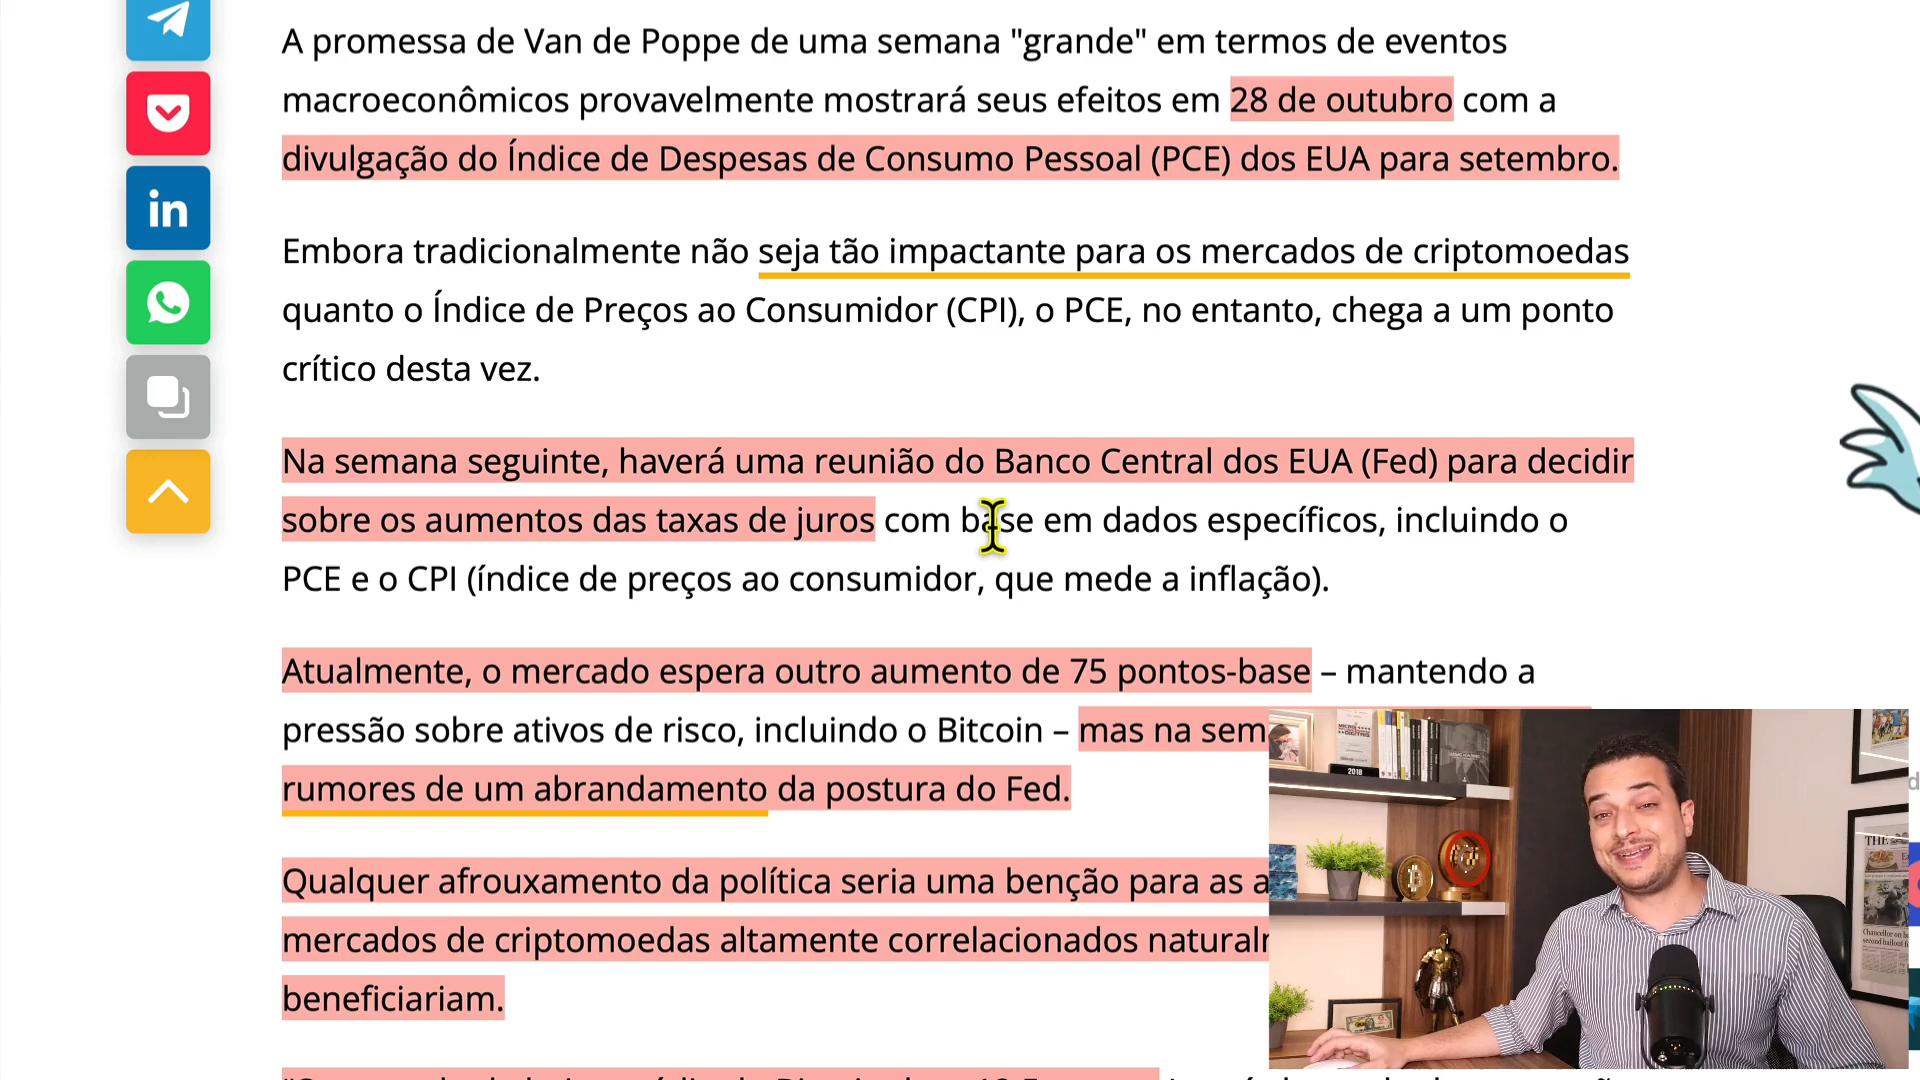 A promessa de Van de Poppe de uma semana "grande" em termos de eventos
macroeconômicos provavelmente mostrará seus efeitos em 28 de outubro com a
divulgação do Índice de Despesas de Consumo Pessoal (PCE) dos EUA para setembro.
Embora tradicionalmente não seja tão impactante para os mercados de criptomoedas
quanto o Índice de Preços ao Consumidor (CPI), o PCE, no entanto, chega a um ponto
crítico desta vez.
Na semana seguinte, haverá uma reunião do Banco Central dos EUA (Fed) para decidir
sobre os aumentos das taxas de juros com base em dados específicos, incluindo o
PCE e o CPI (índice de preços ao consumidor, que mede a inflação).
Atualmente, o mercado espera outro aumento de 75 pontos-base – mantendo a
pressão sobre ativos de risco, incluindo o Bitcoin – mas na sem
rumores de um abrandamento da postura do Fed.
Qualquer afrouxamento da política seria uma benção para as a
mercados de criptomoedas altamente correlacionados natural
beneficiariam.
in
2018
THE
Chancellor on
second bailout